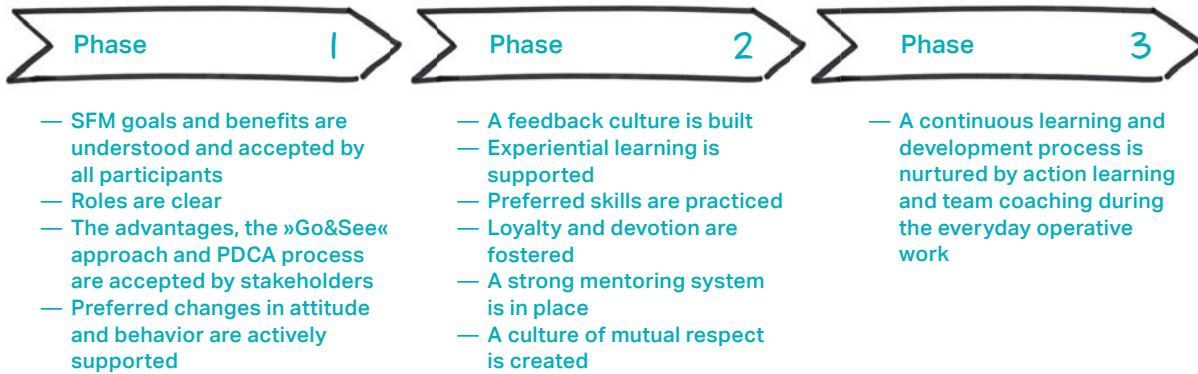 Phase 1
— SFM goals and benefits are
understood and accepted by
all participants
— Roles are clear
— The advantages, the »Go&See«
approach and PDCA process
are accepted by stakeholders
— Preferred changes in attitude
and behavior are actively
supported
Phase 2
— A feedback culture is built
— Experiential learning is
supported
— Preferred skills are practiced
— Loyalty and devotion are
fostered
— A strong mentoring system
is in place
— A culture of mutual respect
is created
Phase 3
— A continuous learning and
development process is
nurtured by action learning
and team coaching during
the everyday operative
work